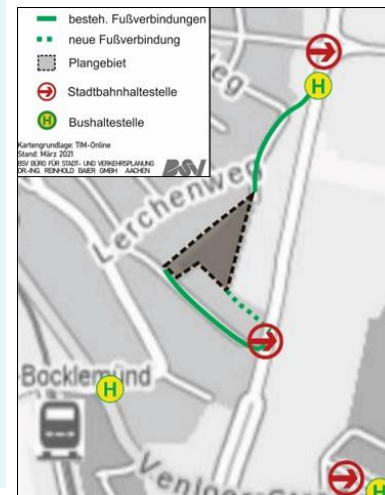 besteh. Fußverbindungen
neue Fußverbindung
Plangebiet
Stadtbahnhaltestelle
H Bushaltestelle
Kartengrundlage: TIM-Online
Stand: März 2021
BSV BÜRO FÜR STADT- UND VERKEHRSPLANUNG
DR.-ING. REINHOLD BAIER GMBH AACHEN
BSV
H
Lerchenweg
Bocklemünd
H
H